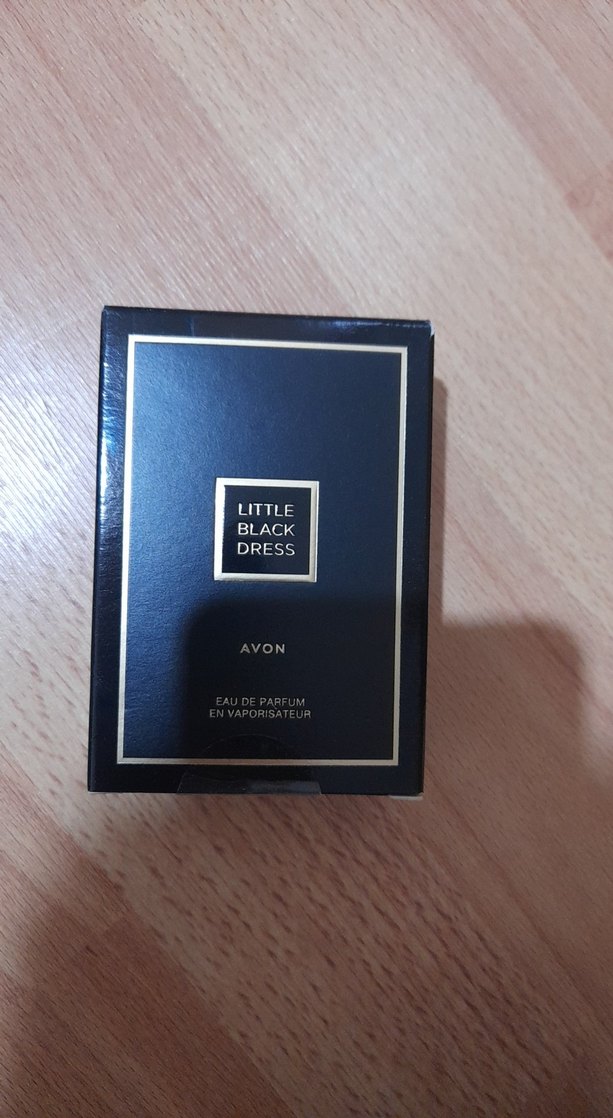 LITTLE
BLACK
DRESS
AVON
EAU DE PARFUM
EN VAPORISATEUR